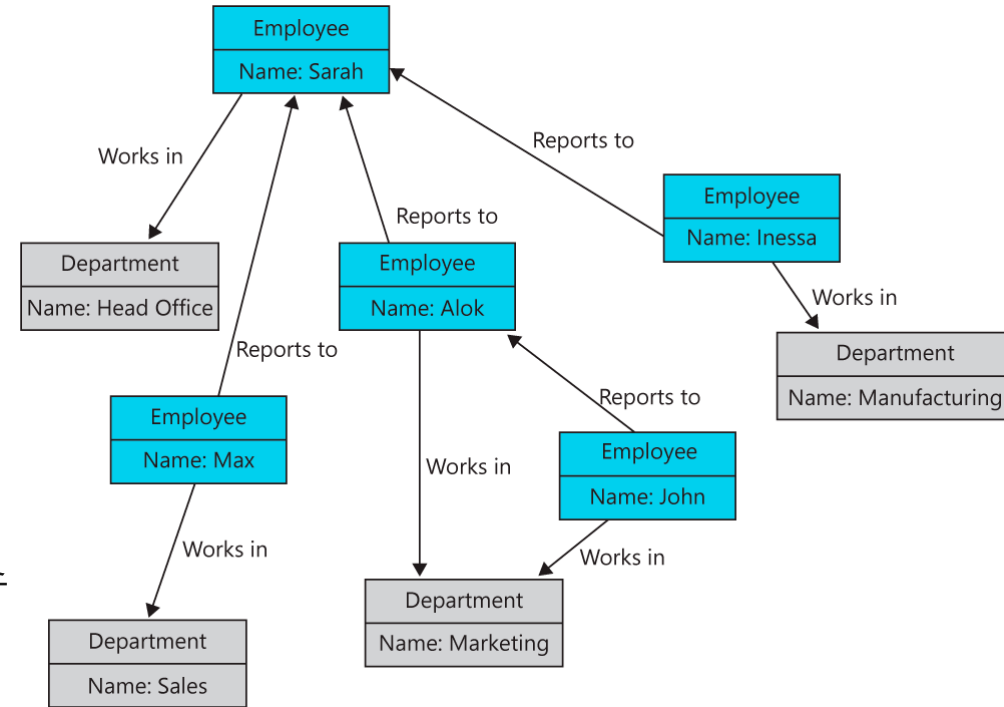 Employee
Name: Sarah
Works in
Reports to
Employee
Name: Inessa
Reports to
Department
Name: Head Office
Employee
Name: Alok
Works in
Department
Name: Manufacturing
Reports to
Employee
Name: Max
Reports to
Employee
Name: John
Works in
Works in
Works in
Department
Name: Marketing
Department
Name: Sales